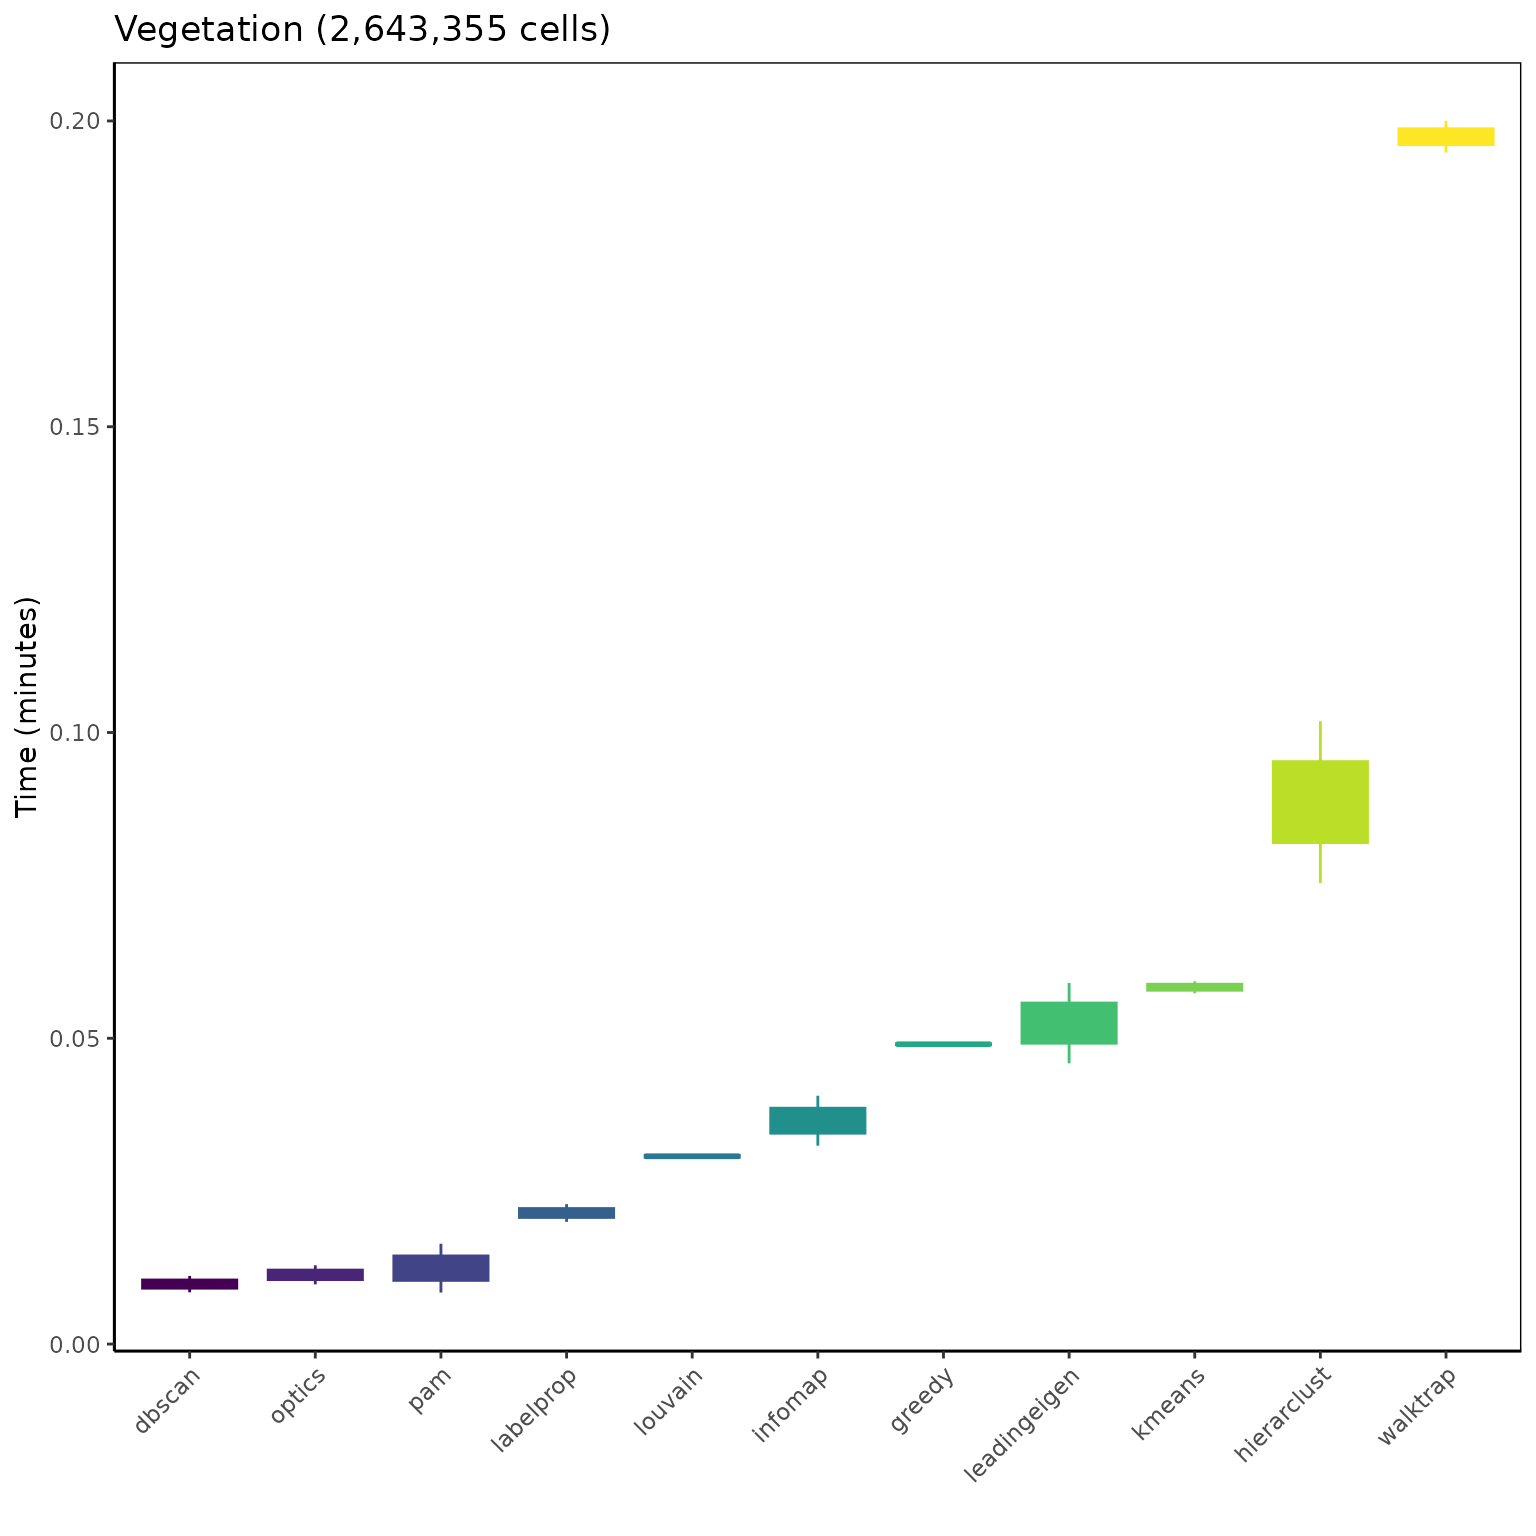 Vegetation (2,643,355 cells)
Time (minutes)
0.20
0.15
0.10
0.05
0.00
dbscan
optics
pam
labelprop
louvain
infomap
greedy
leadingeigen
kmeans
hierarclust
walktrap